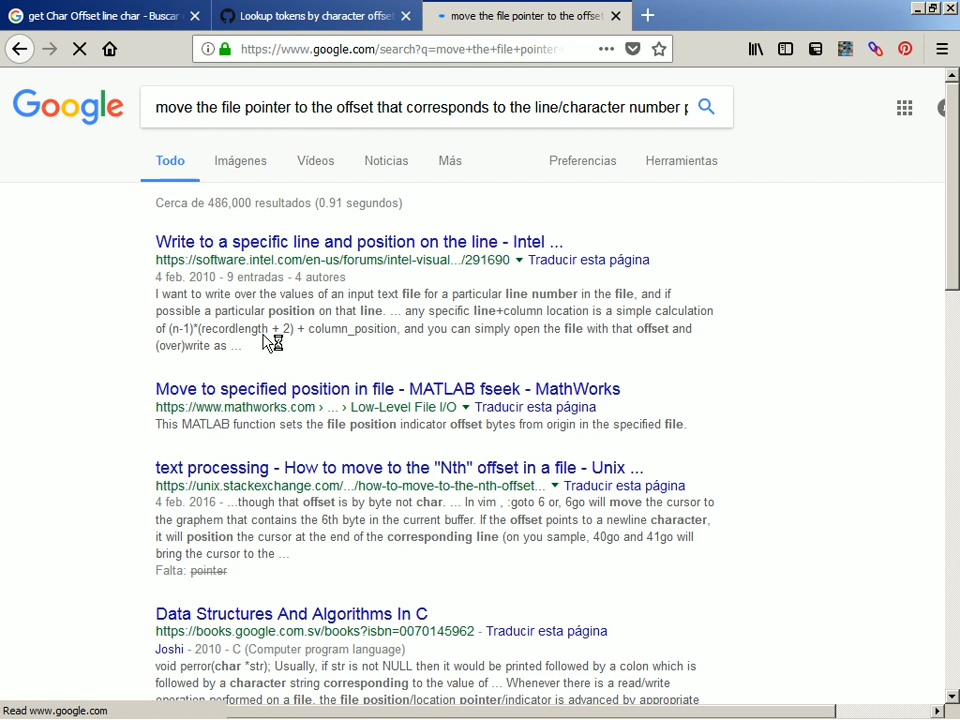 get Char Offset line char - Buscar
Lookup tokens by character offset
move the file pointer to the offset
https://www.google.com/search?q=move+the+file+pointer+
Google
move the file pointer to the offset that corresponds to the line/character number p
Todo
Imágenes
Vídeos
Noticias
Más
Preferencias
Herramientas
Cerca de 486,000 resultados (0.91 segundos)
Write to a specific line and position on the line - Intel ...
https://software.intel.com/en-us/forums/intel-visual.../291690 Traducir esta página
4 feb. 2010 - 9 entradas - 4 autores
I want to write over the values of an input text file for a particular line number in the file, and if
possible a particular position on that line. ... any specific line+column location is a simple calculation
of (n-1)*(recordlength + 2) + column_position, and you can simply open the file with that offset and
(over)write as ...
Move to specified position in file - MATLAB fseek - MathWorks
https://www.mathworks.com › ... › Low-Level File I/O Traducir esta página
This MATLAB function sets the file position indicator offset bytes from origin in the specified file.
text processing - How to move to the "Nth" offset in a file - Unix ...
https://unix.stackexchange.com/.../how-to-move-to-the-nth-offset... Traducir esta página
4 feb. 2016 - ...though that offset is by byte not char. ... In vim , :goto 6 or, 6go will move the cursor to
the graphem that contains the 6th byte in the current buffer. If the offset points to a newline character,
it will position the cursor at the end of the corresponding line (on you sample, 40go and 41go will
bring the cursor to the ...
Falta: pointer
Data Structures And Algorithms In C
https://books.google.com.sv/books?isbn=0070145962 - Traducir esta página
Joshi - 2010 - C (Computer program language)
void perror(char *str); Usually, if str is not NULL then it would be printed followed by a colon which is
followed by a character string corresponding to the value of ... Whenever there is a read/write
operation performed on a file, the file position/location pointer/indicator is advanced by appropriate
Read www.google.com